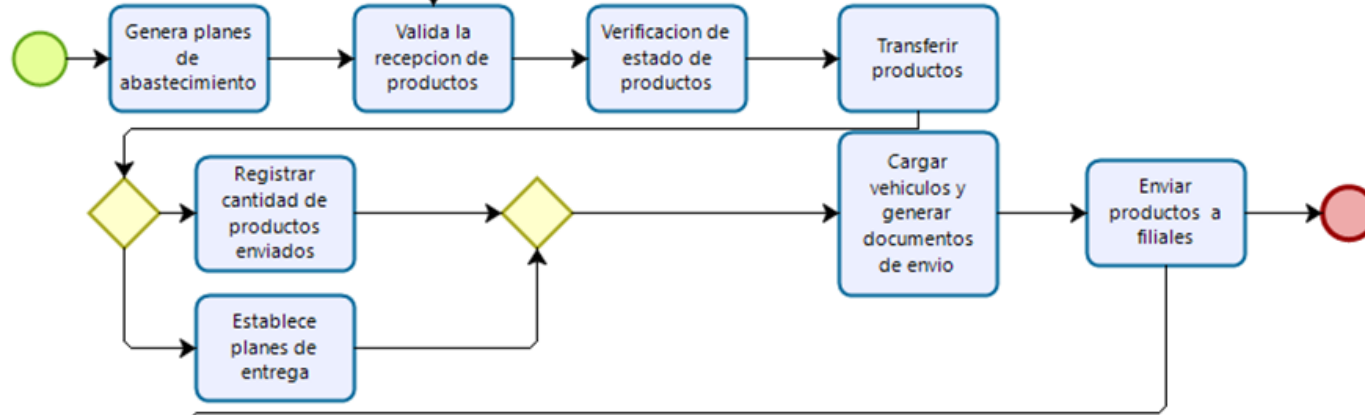 Genera planes
de
abastecimiento
Valida la
recepcion de
productos
Verificacion de
estado de
productos
Transferir
productos
Registrar
cantidad de
productos
enviados
Establece
planes de
entrega
Cargar
vehiculos y
generar
documentos
de envio
Enviar
productos a
filiales